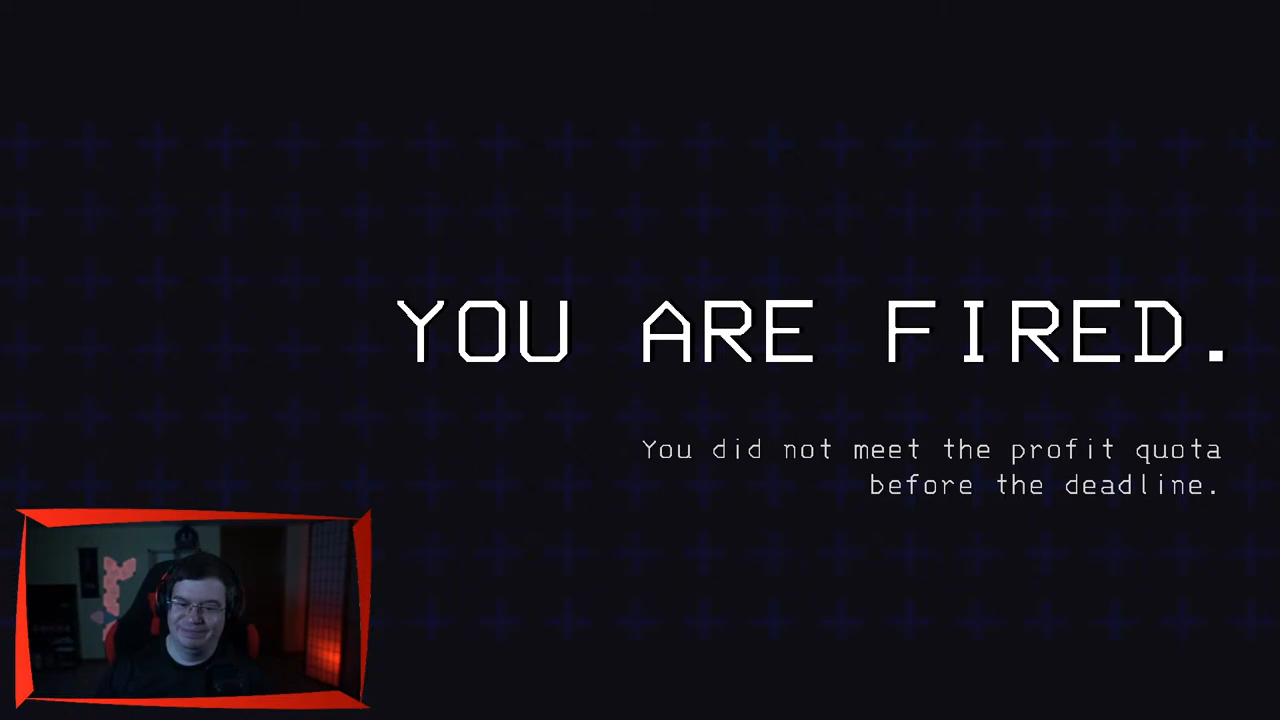 YOU ARE FIRED.
You did not meet the profit quota
before the deadline.